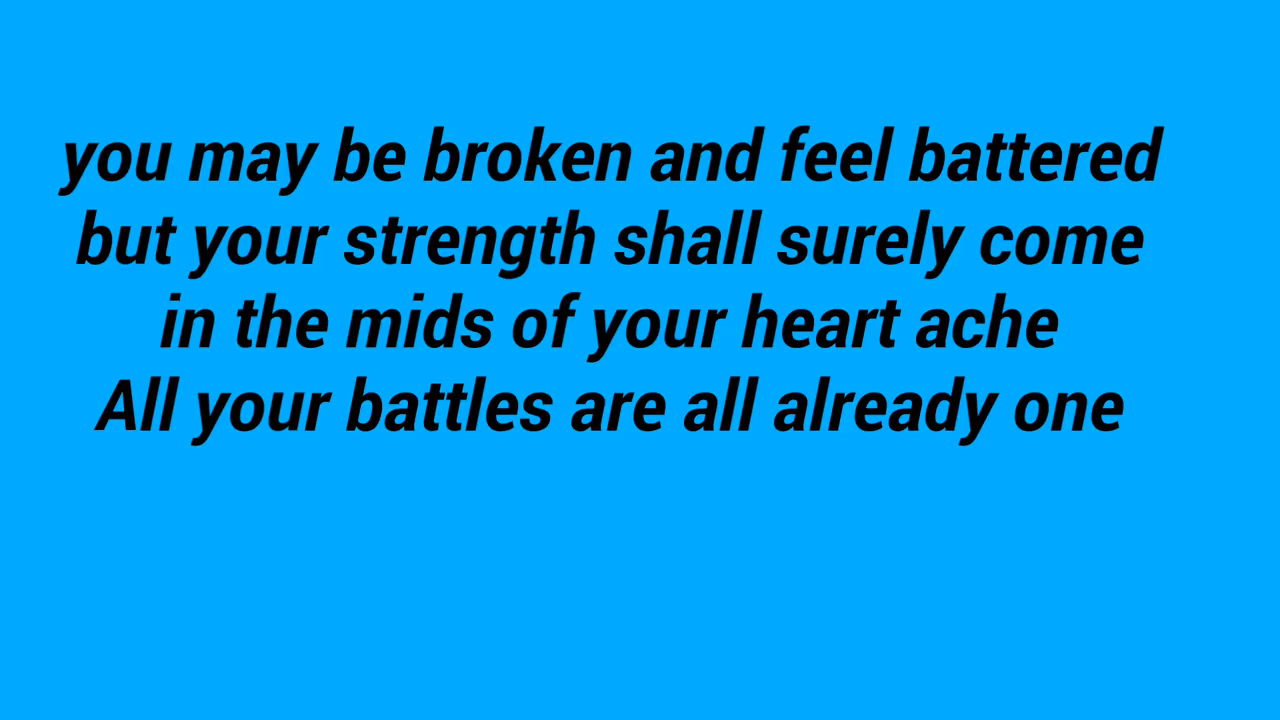 you may be broken and feel battered
but your strength shall surely come
in the mids of your heart ache
All your battles are all already one